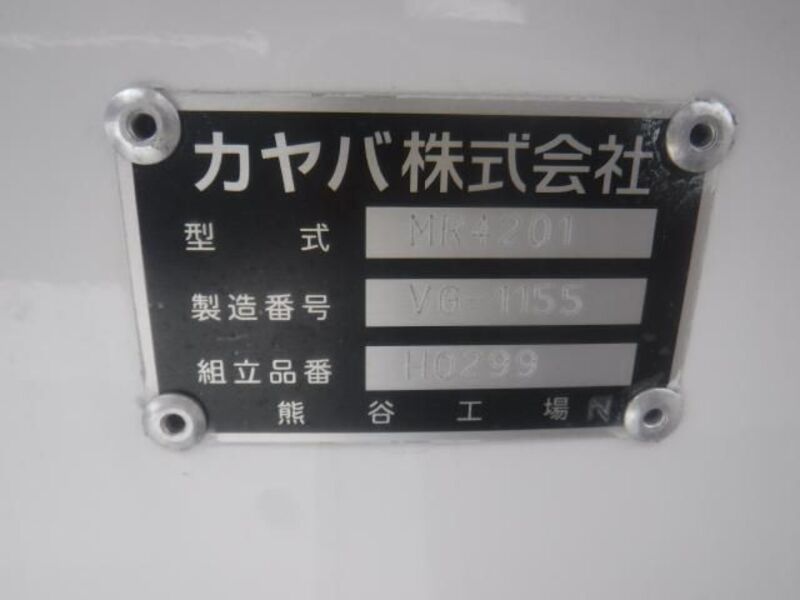 カヤバ株式会社
型式 MR4201
製造番号 VG-1155
組立品番 H0299
熊谷工場